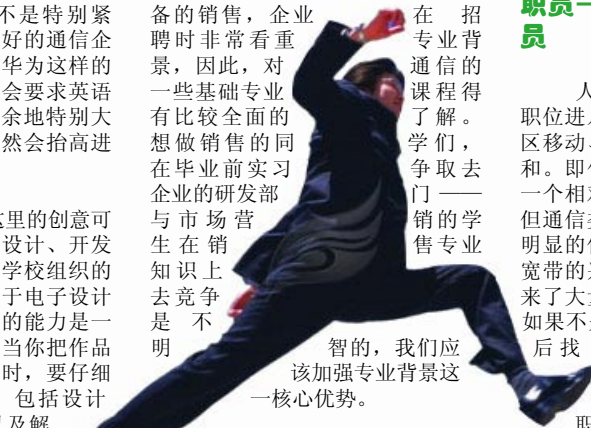 不是特别紧
好的通信企
华为这样的
会要求英语
余地特别大
然会抬高进
这里的创意可
设计、开发
学校组织的
于电子设计
的能力是一
当你把作品
时，要仔细
包括设计
及解
备的销售，企业在招
聘时非常看重专业背
景，因此，对通信的
一些基础专业课程得
有比较全面的了解。
想做销售的同学们，
在毕业前实习争取去
企业的研发部门——
与市场营销的学
生在销售专业
知识上
去竞争
是不
明智的，我们应
该加强专业背景这
一核心优势。
职员
员
人
职位进
区移动
和。即
一个相
但通信
明显的
宽带的
来了大
如果不
后找
职